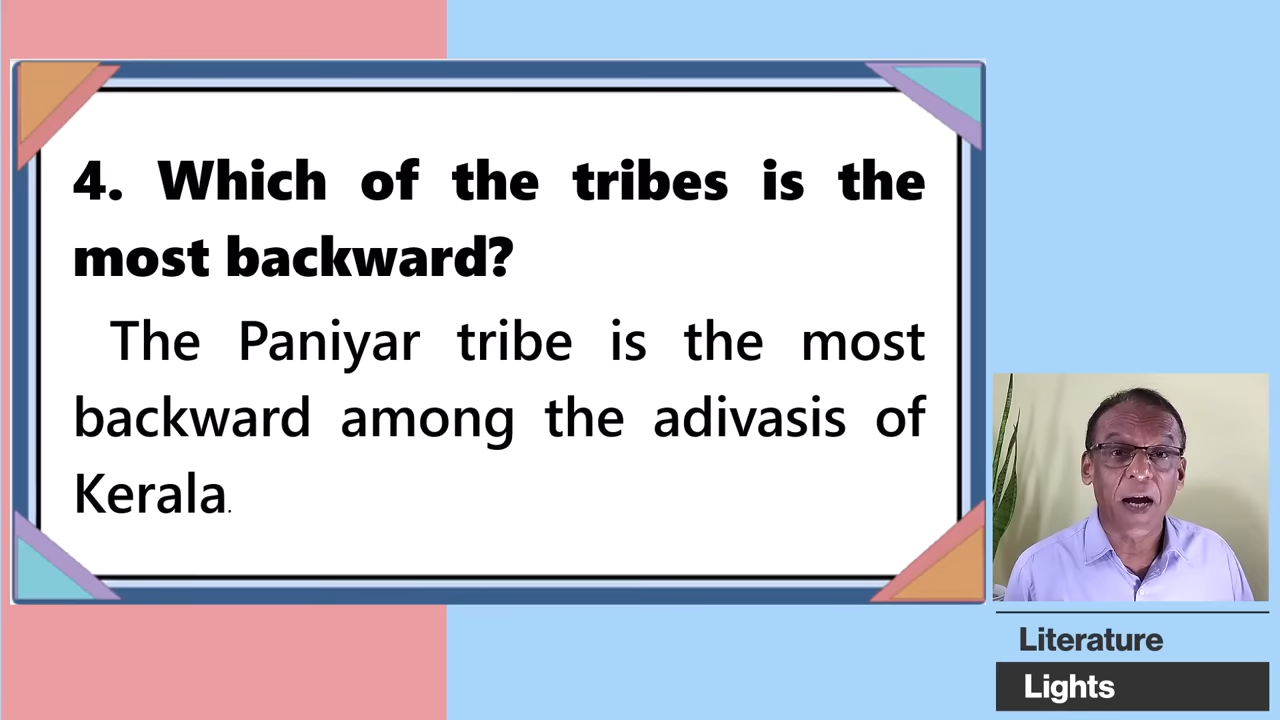 4. Which of the tribes is the
most backward?
The Paniyar tribe is the most
backward among the adivasis of
Kerala.
Literature
Lights